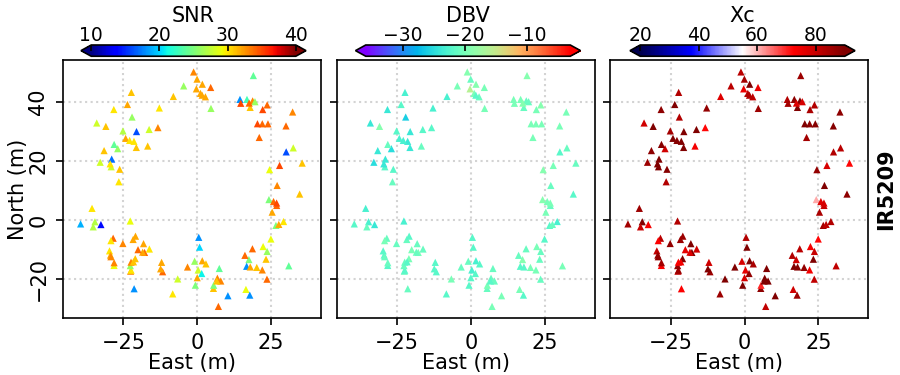 SNR DBV Xc
10 20 30 40 −30 −20 −10 20 40 60 80
40
20
0
−20
North (m)
IR5209
−25 0 25 −25 0 25 −25 0 25
East (m) East (m) East (m)